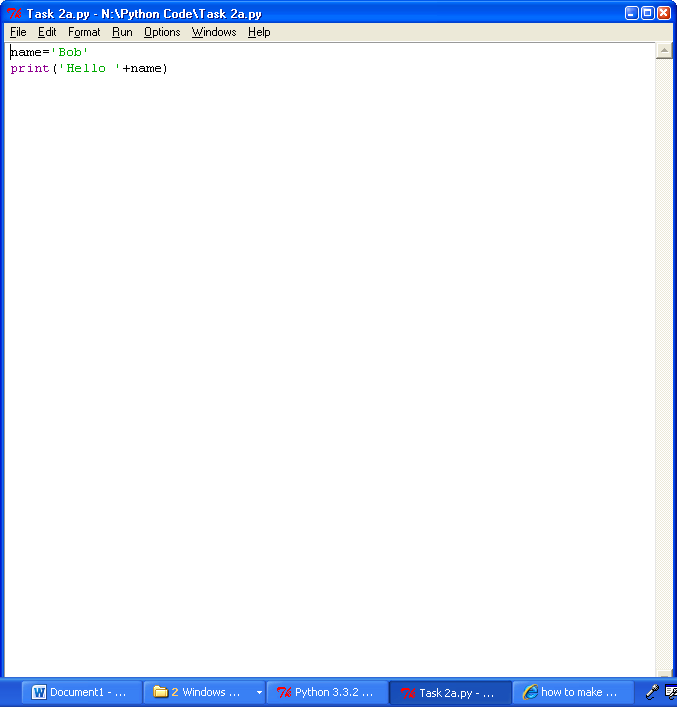 Task 2a.py - N:\Python Code\Task 2a.py
File Edit Format Run Options Windows Help
name='Bob'
print('Hello '+name)
Document1 - ... 2 Windows ... Python 3.3.2 ... Task 2a.py - ... how to make ...